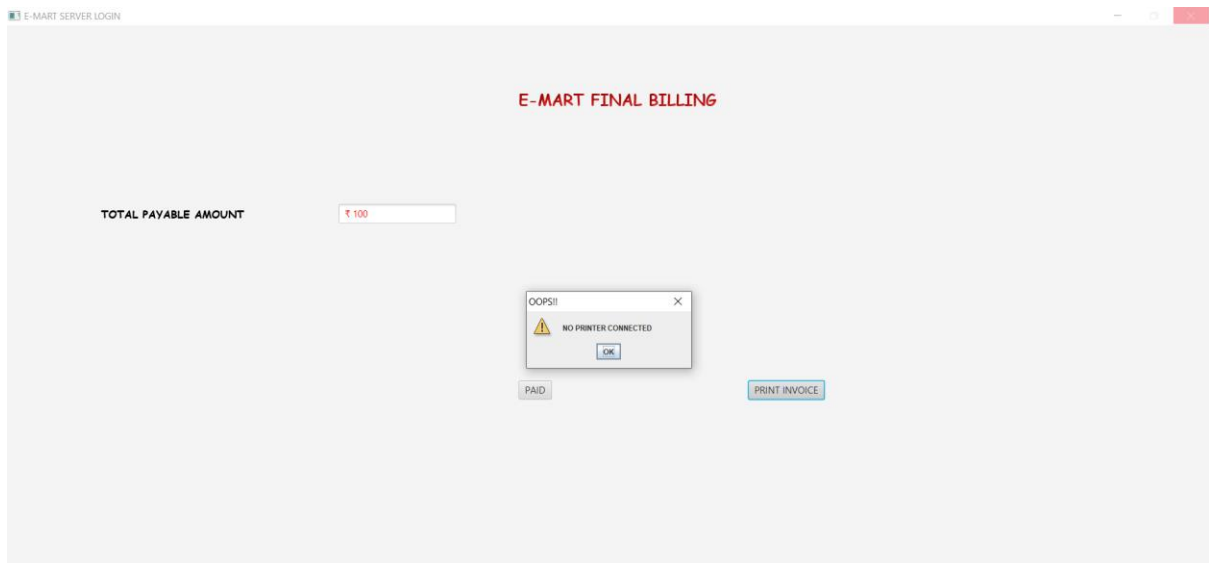 E-MART SERVER LOGIN
E-MART FINAL BILLING
TOTAL PAYABLE AMOUNT ₹ 100
OOPS!!
NO PRINTER CONNECTED
OK
PAID PRINT INVOICE